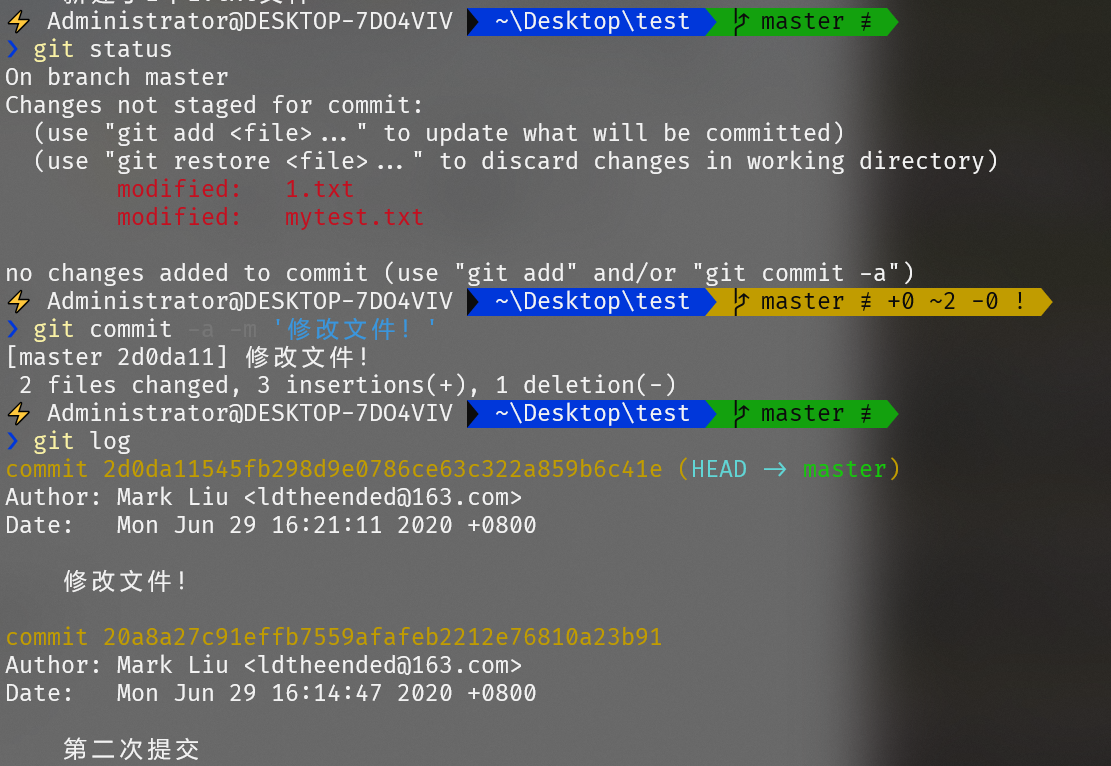 Administrator@DESKTOP-7DO4VIV ~\Desktop\test master ≢
❯ git status
On branch master
Changes not staged for commit:
  (use "git add <file>..." to update what will be committed)
  (use "git restore <file>..." to discard changes in working directory)
        modified:   1.txt
        modified:   mytest.txt
no changes added to commit (use "git add" and/or "git commit -a")
Administrator@DESKTOP-7DO4VIV ~\Desktop\test master ≢ +0 ~2 -0 !
❯ git commit -a -m '修改文件！'
[master 2d0da11] 修改文件！
 2 files changed, 3 insertions(+), 1 deletion(-)
Administrator@DESKTOP-7DO4VIV ~\Desktop\test master ≢
❯ git log
commit 2d0da11545fb298d9e0786ce63c322a859b6c41e (HEAD -> master)
Author: Mark Liu <ldtheended@163.com>
Date:   Mon Jun 29 16:21:11 2020 +0800
    修改文件！
commit 20a8a27c91effb7559afafeb2212e76810a23b91
Author: Mark Liu <ldtheended@163.com>
Date:   Mon Jun 29 16:14:47 2020 +0800
    第二次提交